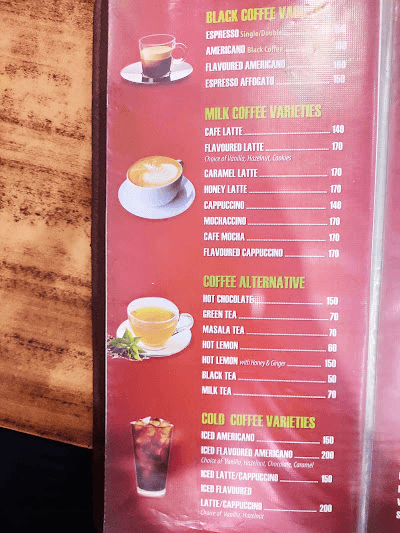 BLACK COFFEE
ESPRESSO Single/Double
AMERICANO Black Coffee
FLAVOURED AMERICANO 160
ESPRESSO AFFOGATO 150
MILK COFFEE VARIETIES
CAFE LATTE 140
FLAVOURED LATTE 170
Choice of Vanilla, Hazelnut, Cookies
CARAMEL LATTE 170
HONEY LATTE 170
CAPPUCCINO 140
MOCHACCINO 170
CAFE MOCHA 170
FLAVOURED CAPPUCCINO 170
COFFEE ALTERNATIVE
HOT CHOCOLATE 150
GREEN TEA 70
MASALA TEA 70
HOT LEMON 60
HOT LEMON with Honey & Ginger 150
BLACK TEA 50
MILK TEA 70
COLD COFFEE VARIETIES
ICED AMERICANO 150
ICED FLAVOURED AMERICANO 200
Choice of Vanilla, Hazelnut, Chocolate, Caramel
ICED LATTE/CAPPUCCINO 150
ICED FLAVOURED
LATTE/CAPPUCCINO 200
Choice of Vanilla, Hazelnut